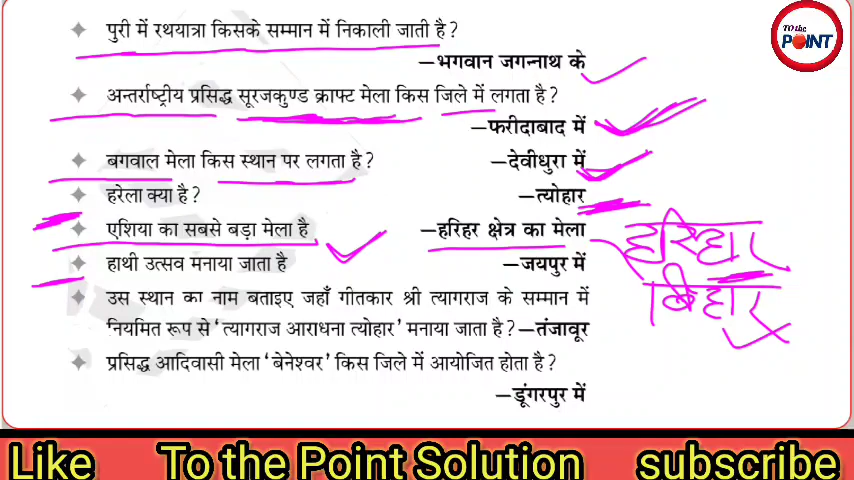 To the
POINT
पुरी में रथयात्रा किसके सम्मान में निकाली जाती है?
—भगवान जगन्नाथ के
अन्तर्राष्ट्रीय प्रसिद्ध सूरजकुण्ड क्राफ्ट मेला किस जिले में लगता है?
—फरीदाबाद में
बगवाल मेला किस स्थान पर लगता है? —देवीधुरा में
हरेला क्या है? —त्योहार
एशिया का सबसे बड़ा मेला है —हरिहर क्षेत्र का मेला
हरिहार
बिहार
हाथी उत्सव मनाया जाता है —जयपुर में
उस स्थान का नाम बताइए जहाँ गीतकार श्री त्यागराज के सम्मान में
नियमित रूप से ‘त्यागराज आराधना त्योहार’ मनाया जाता है?—तंजावूर
प्रसिद्ध आदिवासी मेला ‘बेनेश्वर’ किस जिले में आयोजित होता है?
—डूंगरपुर में
Like To the Point Solution subscribe